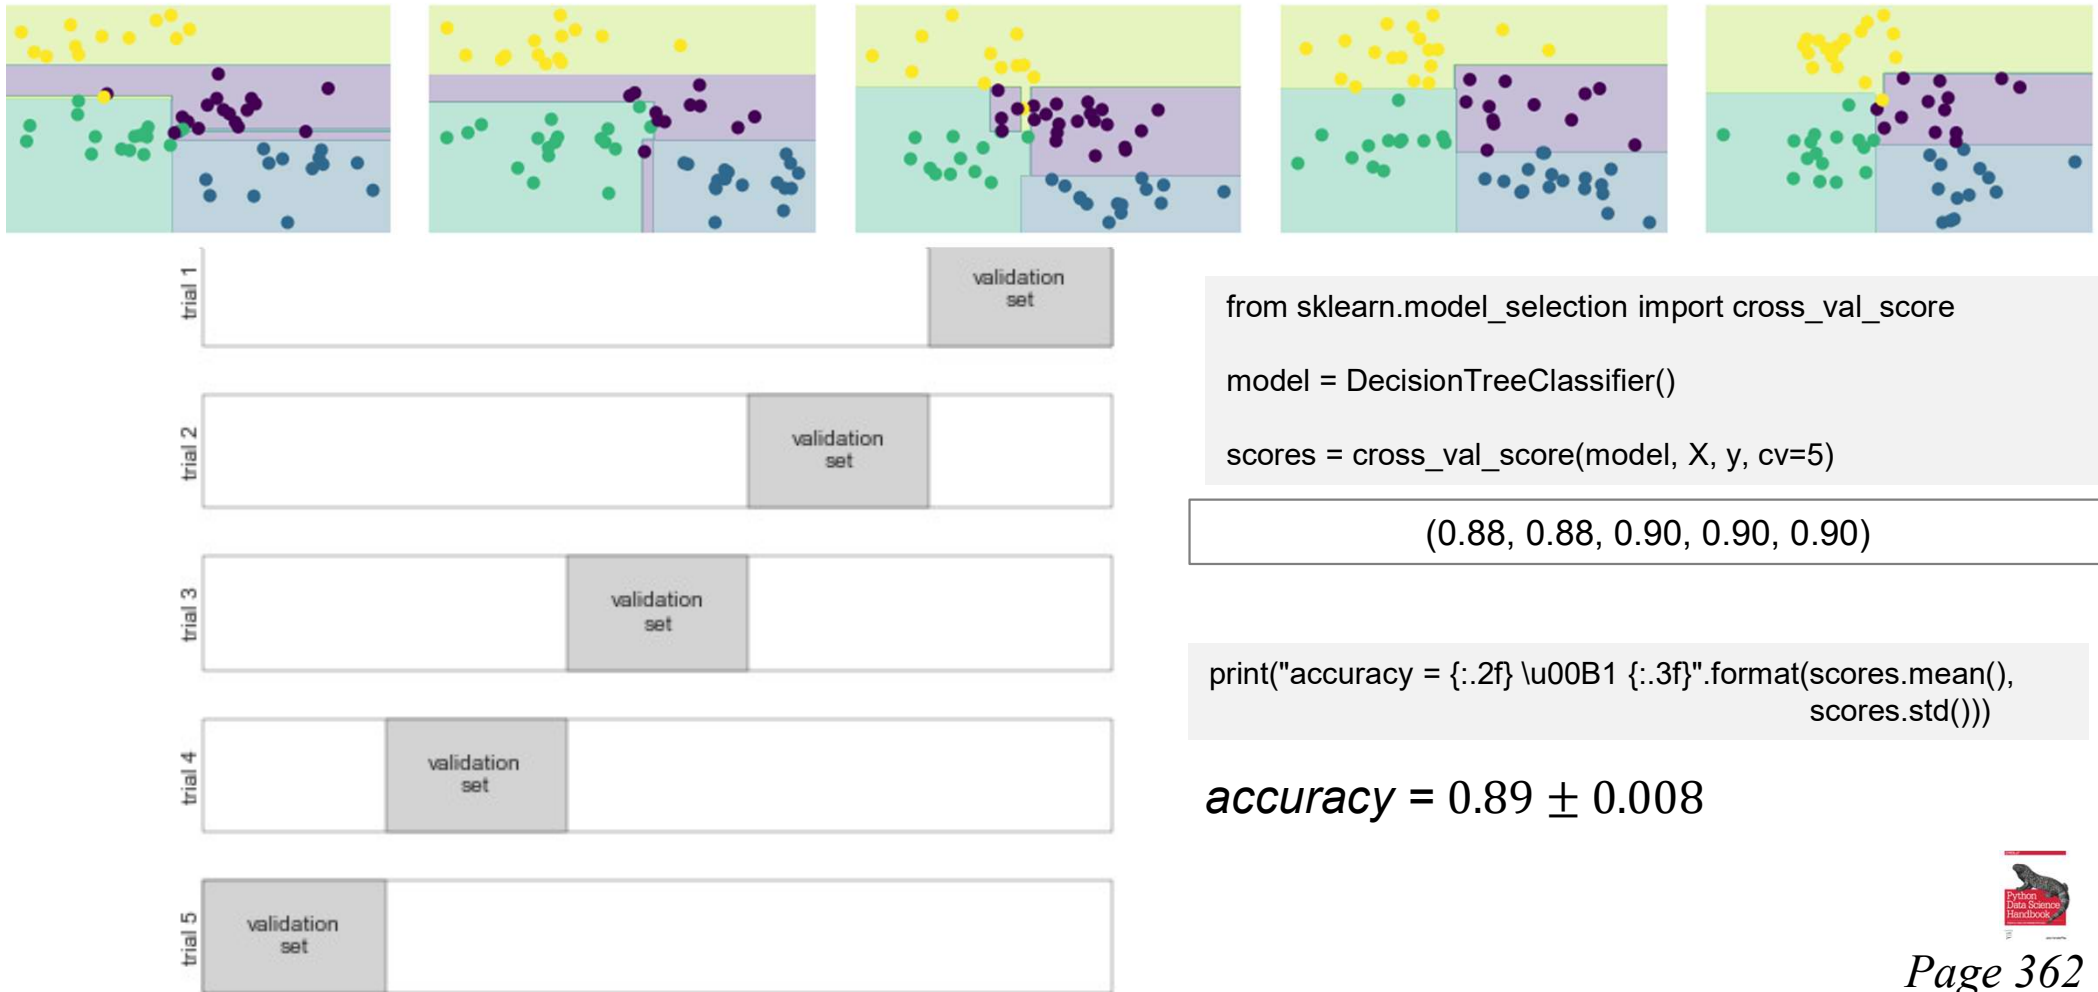 trial 1
validation
set
trial 2
validation
set
trial 3
validation
set
trial 4
validation
set
trial 5
validation
set
from sklearn.model_selection import cross_val_score
model = DecisionTreeClassifier()
scores = cross_val_score(model, X, y, cv=5)
(0.88, 0.88, 0.90, 0.90, 0.90)
print("accuracy = {:.2f} \u00B1 {:.3f}".format(scores.mean(),
scores.std()))
accuracy = 0.89 ± 0.008
Python
Data Science
Handbook
Page 362